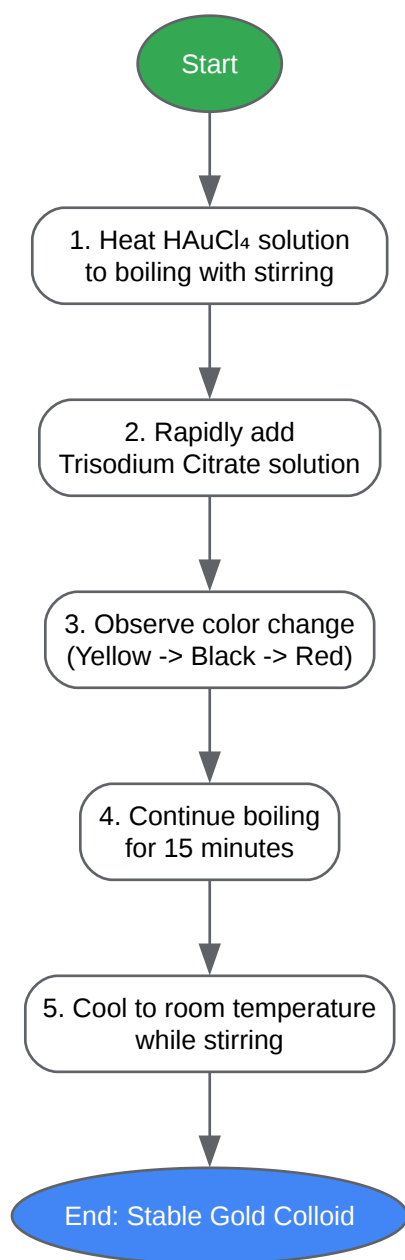 Start
1. Heat HAuCl₄ solution
to boiling with stirring
2. Rapidly add
Trisodium Citrate solution
3. Observe color change
(Yellow -> Black -> Red)
4. Continue boiling
for 15 minutes
5. Cool to room temperature
while stirring
End: Stable Gold Colloid